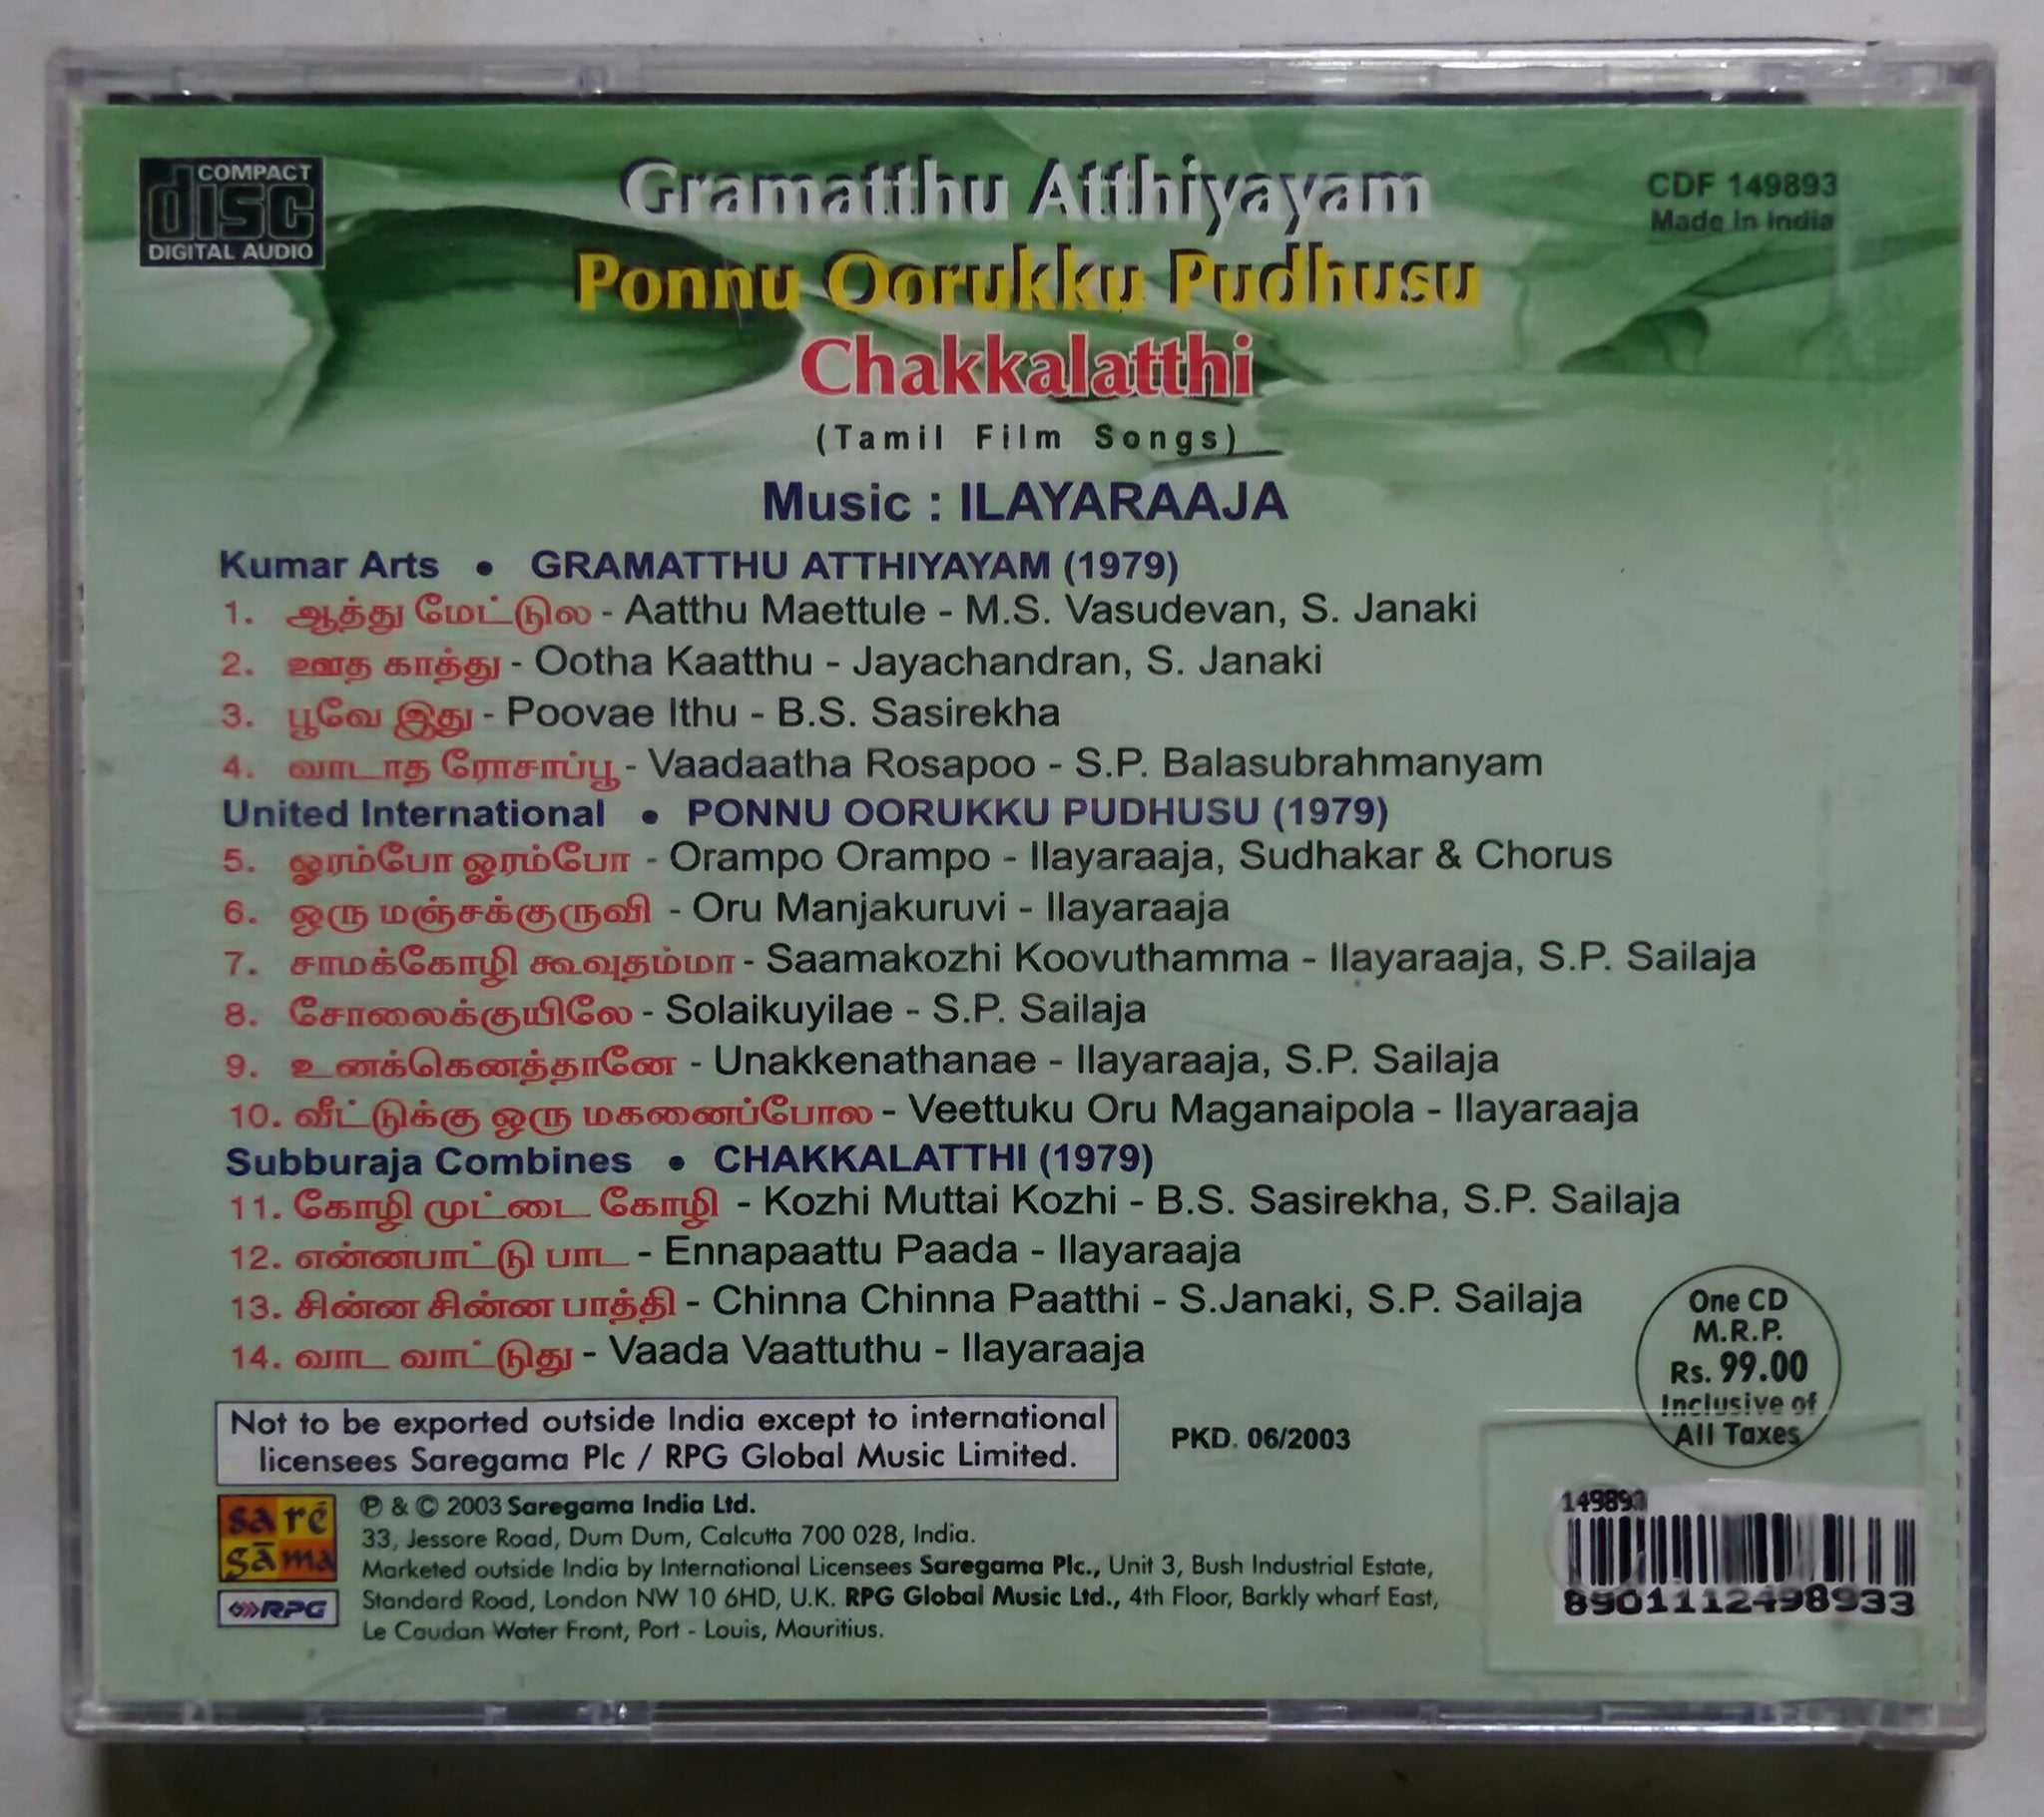 COMPACT
disc
DIGITAL AUDIO
Gramatthu Atthiyayam
Ponnu Oorukku Pudhusu
Chakkalatthi
(Tamil Film Songs)
CDF 149893
Made in India
Music : ILAYARAAJA
Kumar Arts • GRAMATTHU ATTHIYAYAM (1979)
1. ஆத்து மேட்டுல - Aatthu Maettule - M.S. Vasudevan, S. Janaki
2. ஊத காத்து - Ootha Kaatthu - Jayachandran, S. Janaki
3. பூவே இது - Poovae Ithu - B.S. Sasirekha
4. வாடாத ரோசாப்பூ - Vaadaatha Rosapoo - S.P. Balasubrahmanyam
United International • PONNU OORUKKU PUDHUSU (1979)
5. ஓரம்போ ஓரம்போ - Orampo Orampo - Ilayaraaja, Sudhakar & Chorus
6. ஒரு மஞ்சக்குருவி - Oru Manjakuruvi - Ilayaraaja
7. சாமக்கோழி கூவுதம்மா - Saamakozhi Koovuthamma - Ilayaraaja, S.P. Sailaja
8. சோலைக்குயிலே - Solaikuyilae - S.P. Sailaja
9. உனக்கெனத்தானே - Unakkenathanae - Ilayaraaja, S.P. Sailaja
10. வீட்டுக்கு ஒரு மகனைப்போல - Veettuku Oru Maganaipola - Ilayaraaja
Subburaja Combines • CHAKKALATTHI (1979)
11. கோழி முட்டை கோழி - Kozhi Muttai Kozhi - B.S. Sasirekha, S.P. Sailaja
12. என்னபாட்டு பாட - Ennapaattu Paada - Ilayaraaja
13. சின்ன சின்ன பாத்தி - Chinna Chinna Paatthi - S.Janaki, S.P. Sailaja
14. வாட வாட்டுது - Vaada Vaattuthu - Ilayaraaja
One CD
M.R.P.
Rs. 99.00
Inclusive of
All Taxes
Not to be exported outside India except to international
licensees Saregama Plc / RPG Global Music Limited.
PKD. 06/2003
sa re
gāma
RPG
℗ & © 2003 Saregama India Ltd.
33, Jessore Road, Dum Dum, Calcutta 700 028, India.
Marketed outside India by International Licensees Saregama Plc., Unit 3, Bush Industrial Estate,
Standard Road, London NW 10 6HD, U.K. RPG Global Music Ltd., 4th Floor, Barkly wharf East,
Le Caudan Water Front, Port - Louis, Mauritius.
149893
8901112498933